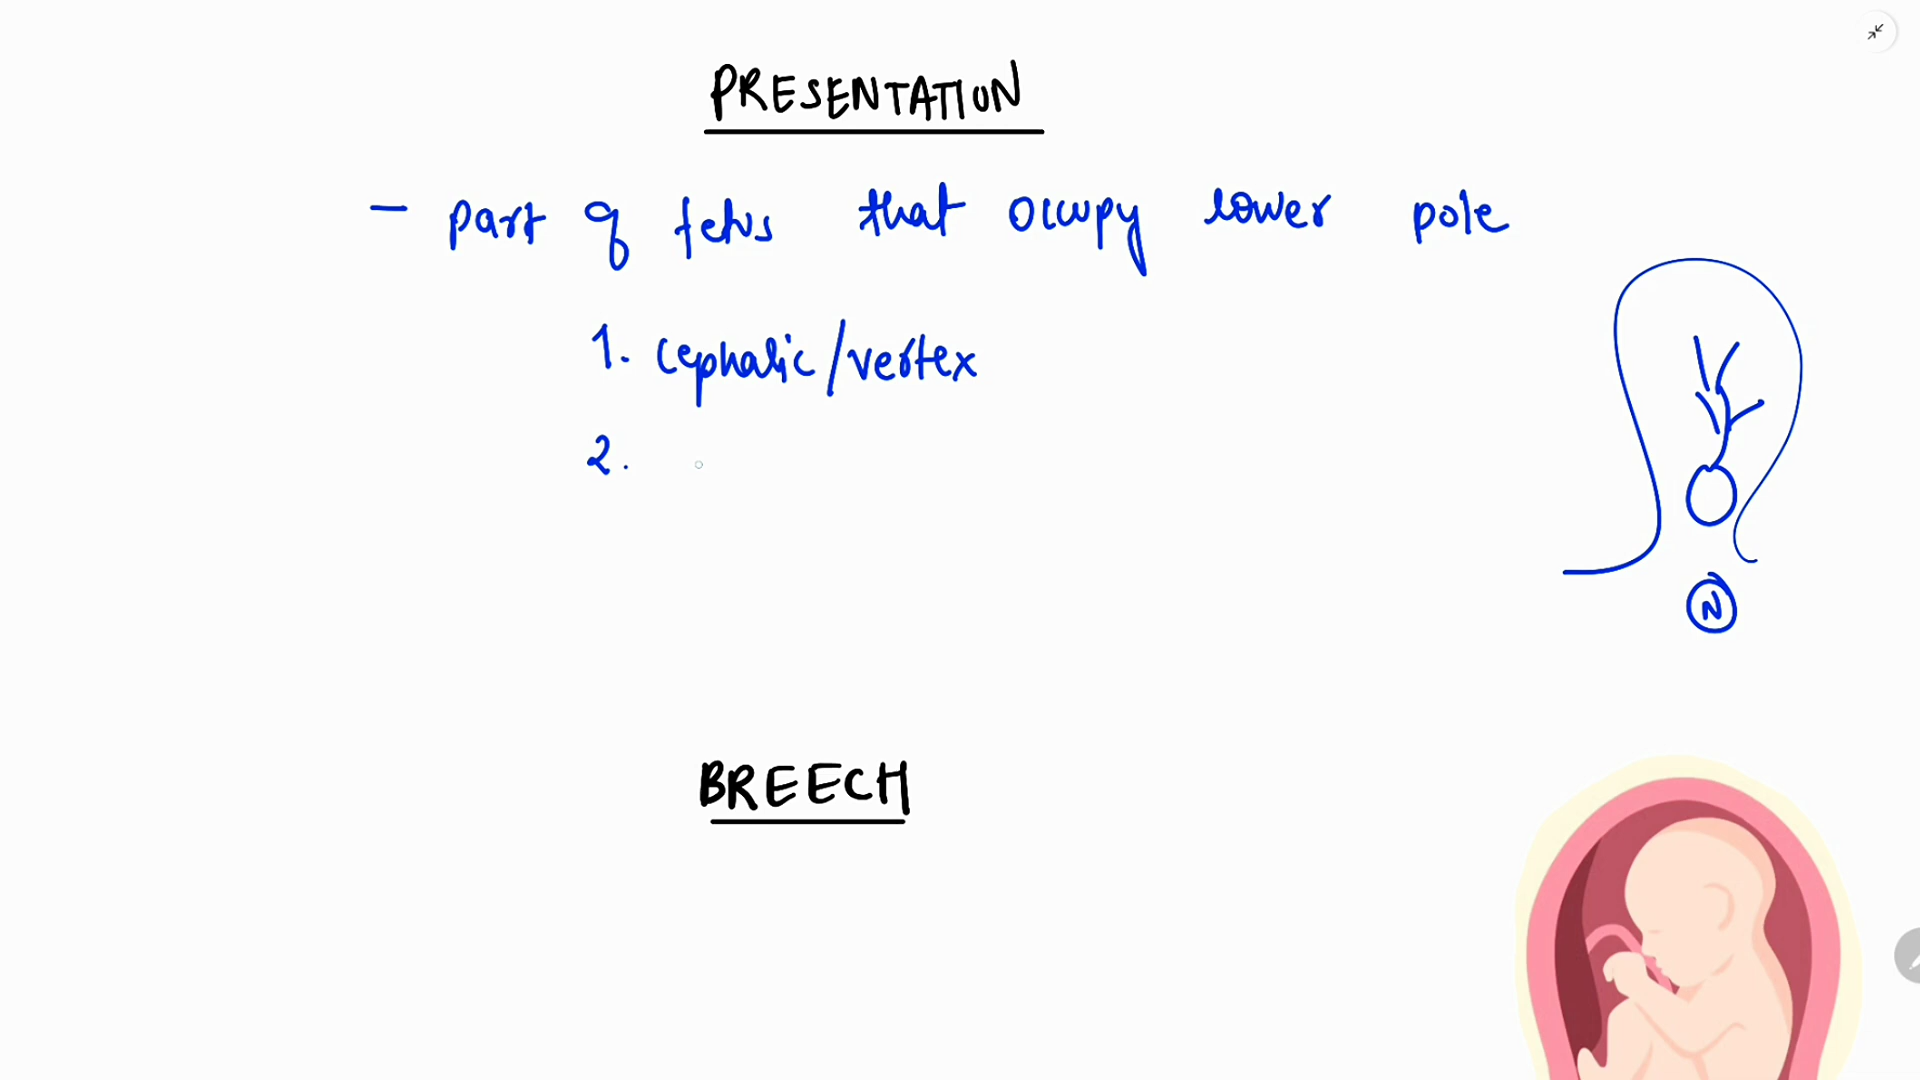 PRESENTATION
- part of fetus that occupy lower pole
1. cephalic/vertex
2.
N
BREECH